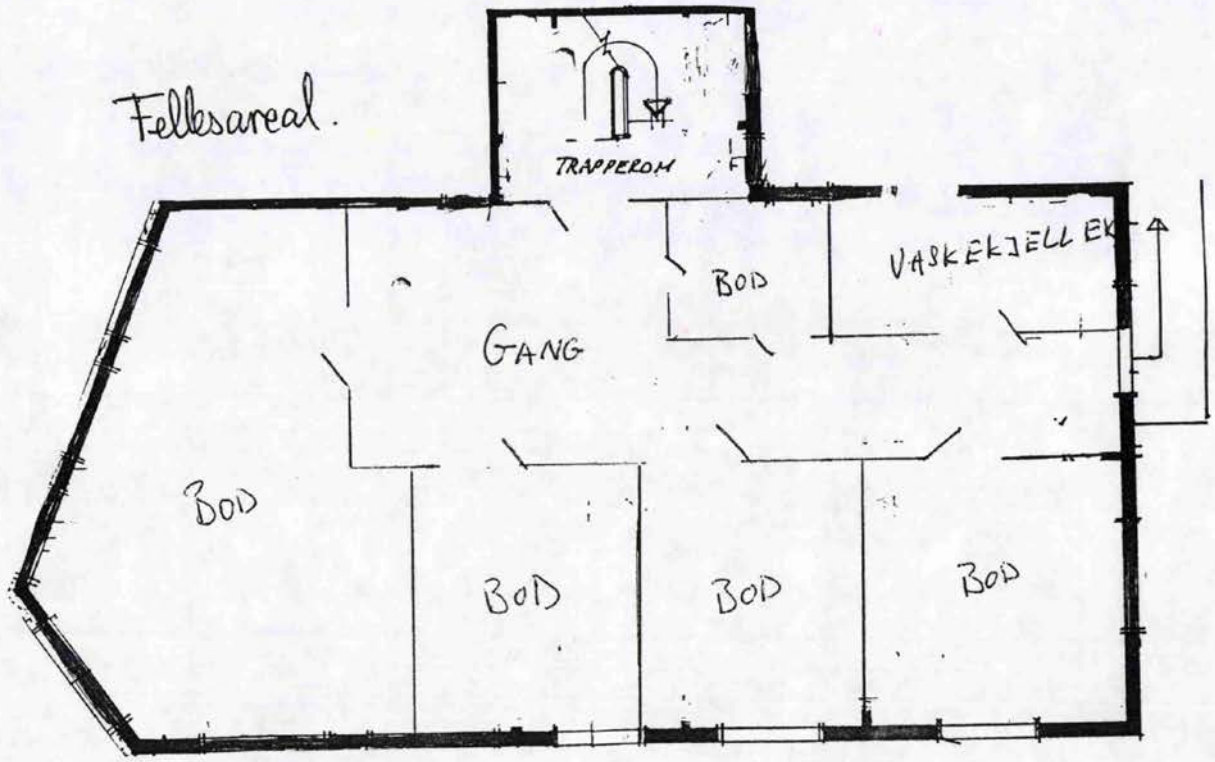 Fellesareal.
TRAPPEROM
BOD
VASKEKJELLER
GANG
BOD
BOD
BOD
BOD